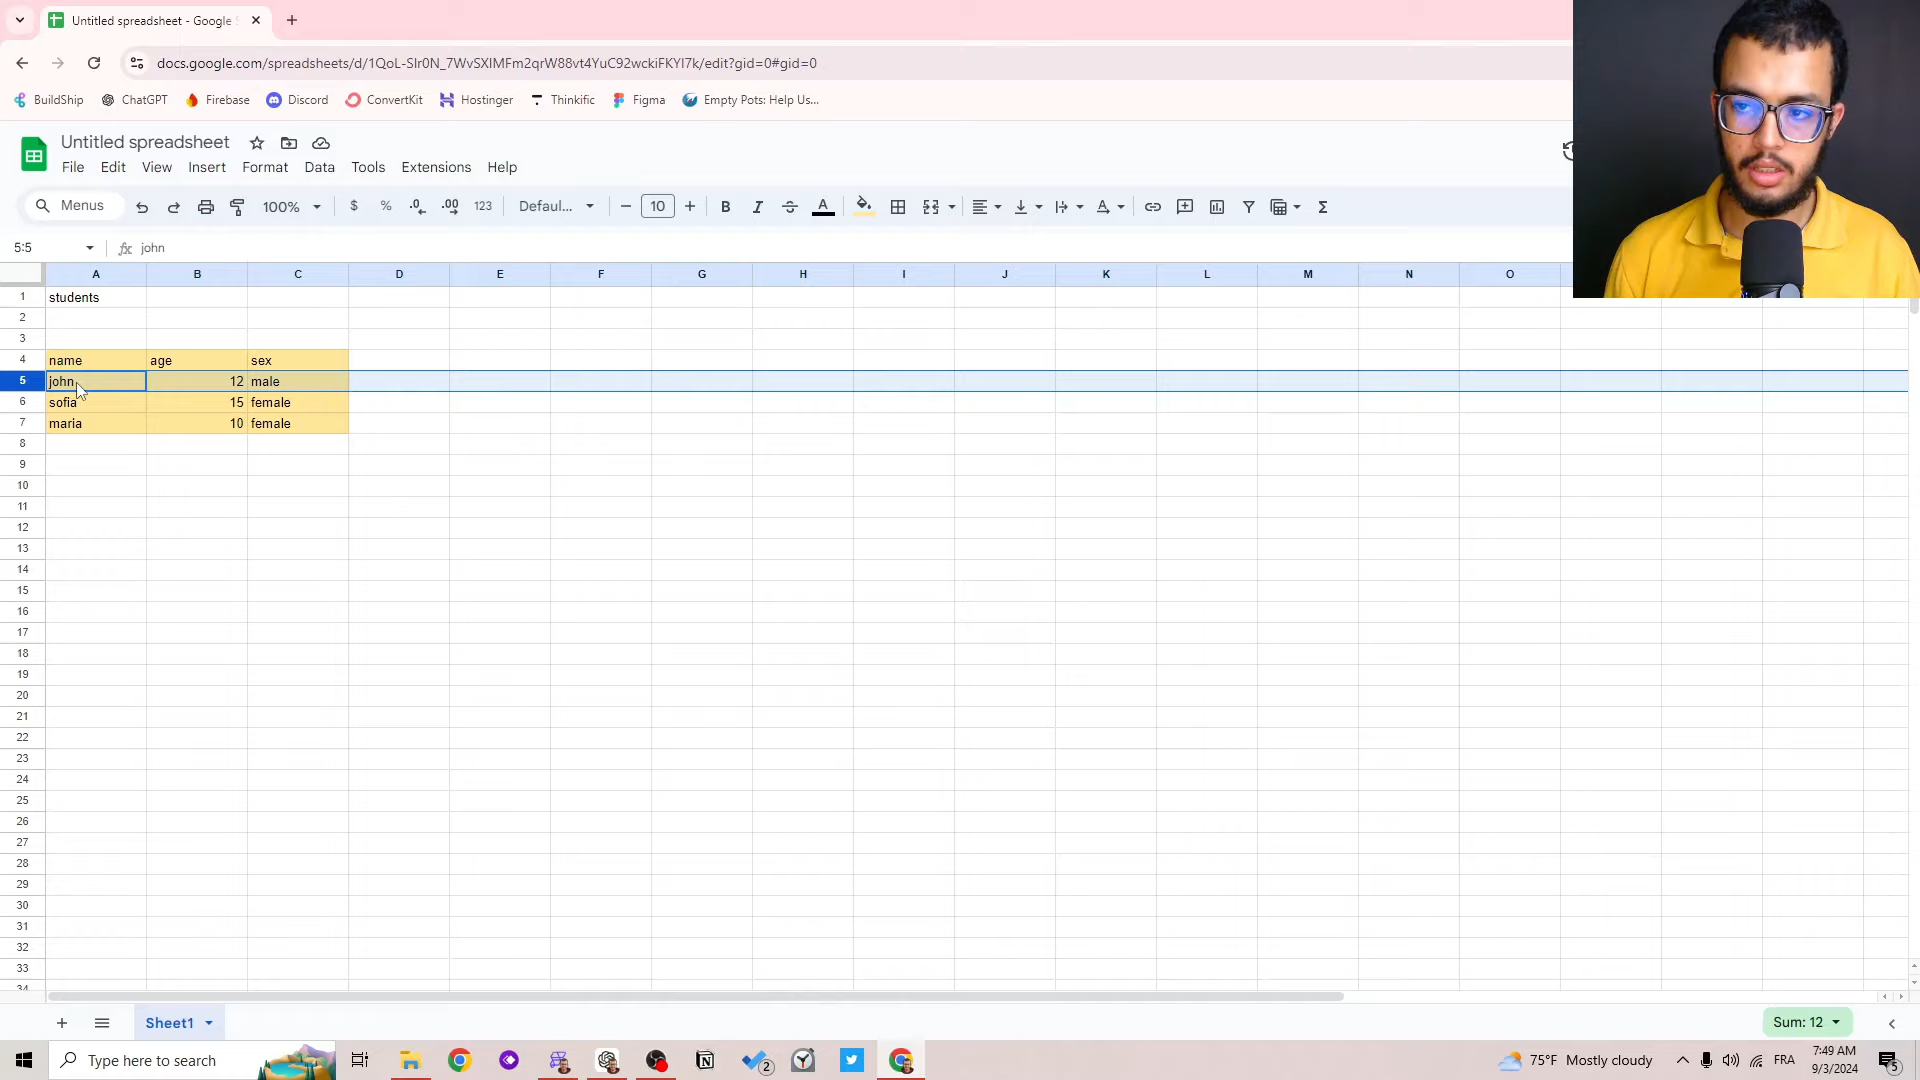 Untitled spreadsheet - Google S
docs.google.com/spreadsheets/d/1QoL-SIr0N_7WvSXIMFm2qrW88vt4YuC92wckiFKYI7k/edit?gid=0#gid=0
BuildShip ChatGPT Firebase Discord ConvertKit Hostinger Thinkific Figma Empty Pots: Help Us...
Untitled spreadsheet
File Edit View Insert Format Data Tools Extensions Help
Menus 100% $ % .0 .00 123 Defaul... 10 B I S A Σ
5:5 fx john
A B C D E F G H I J K L M N O
1 students
2
3
4 name age sex
5 john 12 male
6 sofia 15 female
7 maria 10 female
8
9
10
11
12
13
14
15
16
17
18
19
20
21
22
23
24
25
26
27
28
29
30
31
32
33
34
Sheet1 Sum: 12
Type here to search 2 75°F Mostly cloudy FRA 7:49 AM
9/3/2024 5